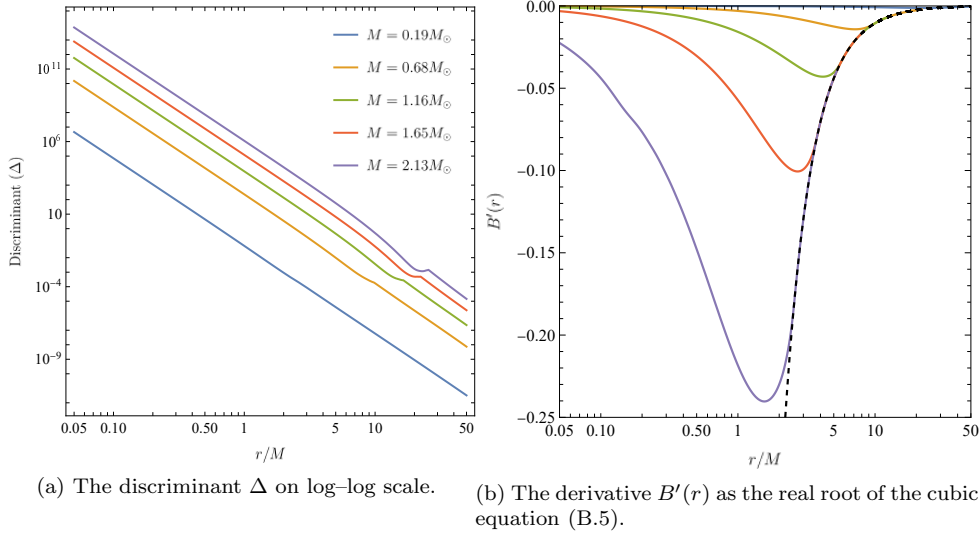 Discriminant (Δ)
10^11
10^6
10
10^-4
10^-9
0.05 0.10 0.50 1 5 10 50
r/M
M = 0.19M⊙
M = 0.68M⊙
M = 1.16M⊙
M = 1.65M⊙
M = 2.13M⊙
(a) The discriminant Δ on log–log scale.
B′(r)
0.00
−0.05
−0.10
−0.15
−0.20
−0.25
0.05 0.10 0.50 1 5 10 50
r/M
(b) The derivative B′(r) as the real root of the cubic
equation (B.5).